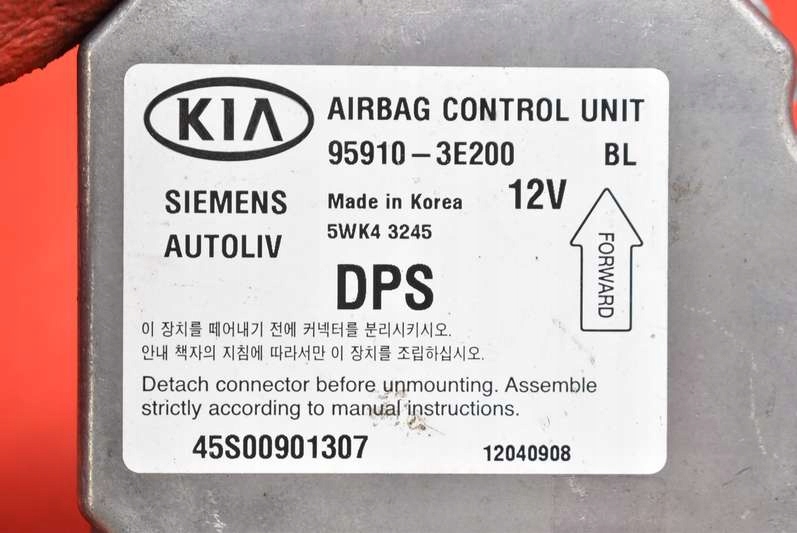 KIA AIRBAG CONTROL UNIT
95910-3E200 BL
SIEMENS Made in Korea 12V
AUTOLIV 5WK4 3245
FORWARD
DPS
이 장치를 떼어내기 전에 커넥터를 분리시키시오.
안내 책자의 지침에 따라서만 이 장치를 조립하십시오.
Detach connector before unmounting. Assemble
strictly according to manual instructions.
45S00901307 12040908